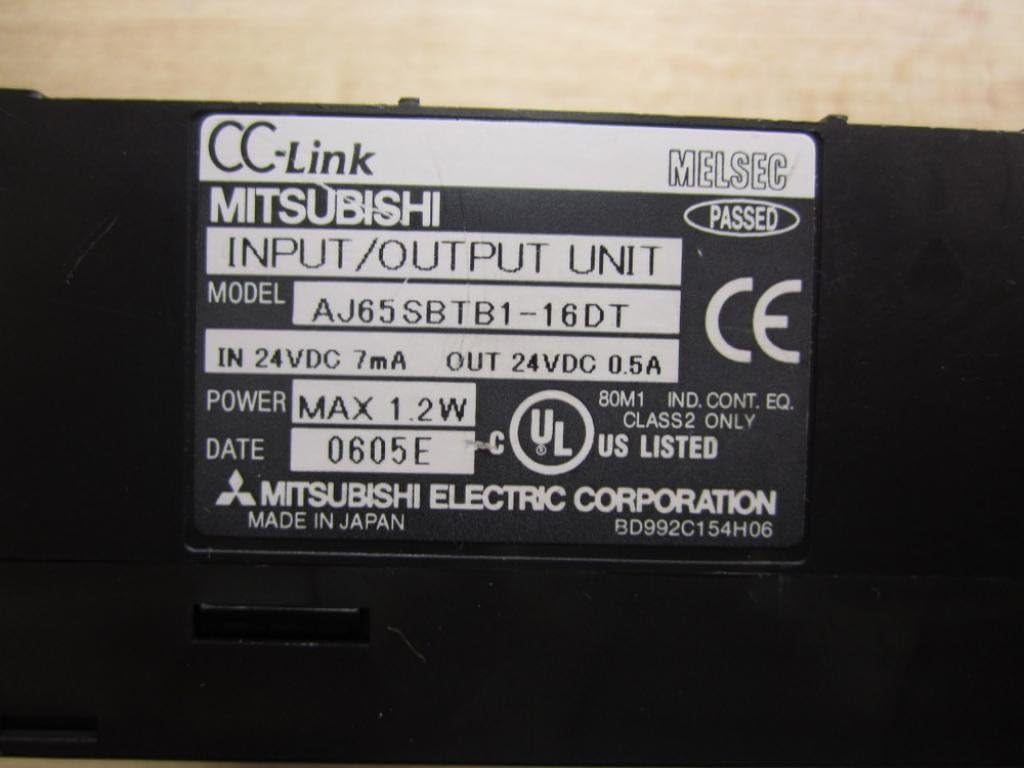 CC-Link MELSEC
MITSUBISHI PASSED
INPUT/OUTPUT UNIT
MODEL AJ65SBTB1-16DT
CE
IN 24VDC 7mA OUT 24VDC 0.5A
POWER MAX 1.2W
80M1 IND. CONT. EQ.
CLASS2 ONLY
DATE 0605E
C UL ® US LISTED
MITSUBISHI ELECTRIC CORPORATION
MADE IN JAPAN BD992C154H06